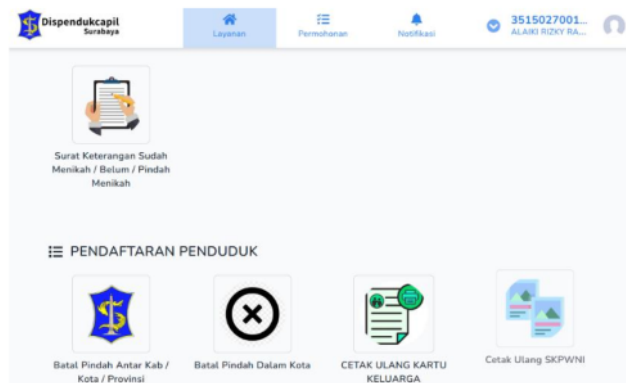 Dispendukcapil
Surabaya
Layanan
Permohonan
Notifikasi
3515027001...
ALAIKI RIZKY RA...
Surat Keterangan Sudah
Menikah / Belum / Pindah
Menikah
PENDAFTARAN PENDUDUK
Batal Pindah Antar Kab /
Kota / Provinsi
Batal Pindah Dalam Kota
CETAK ULANG KARTU
KELUARGA
Cetak Ulang SKPWNI